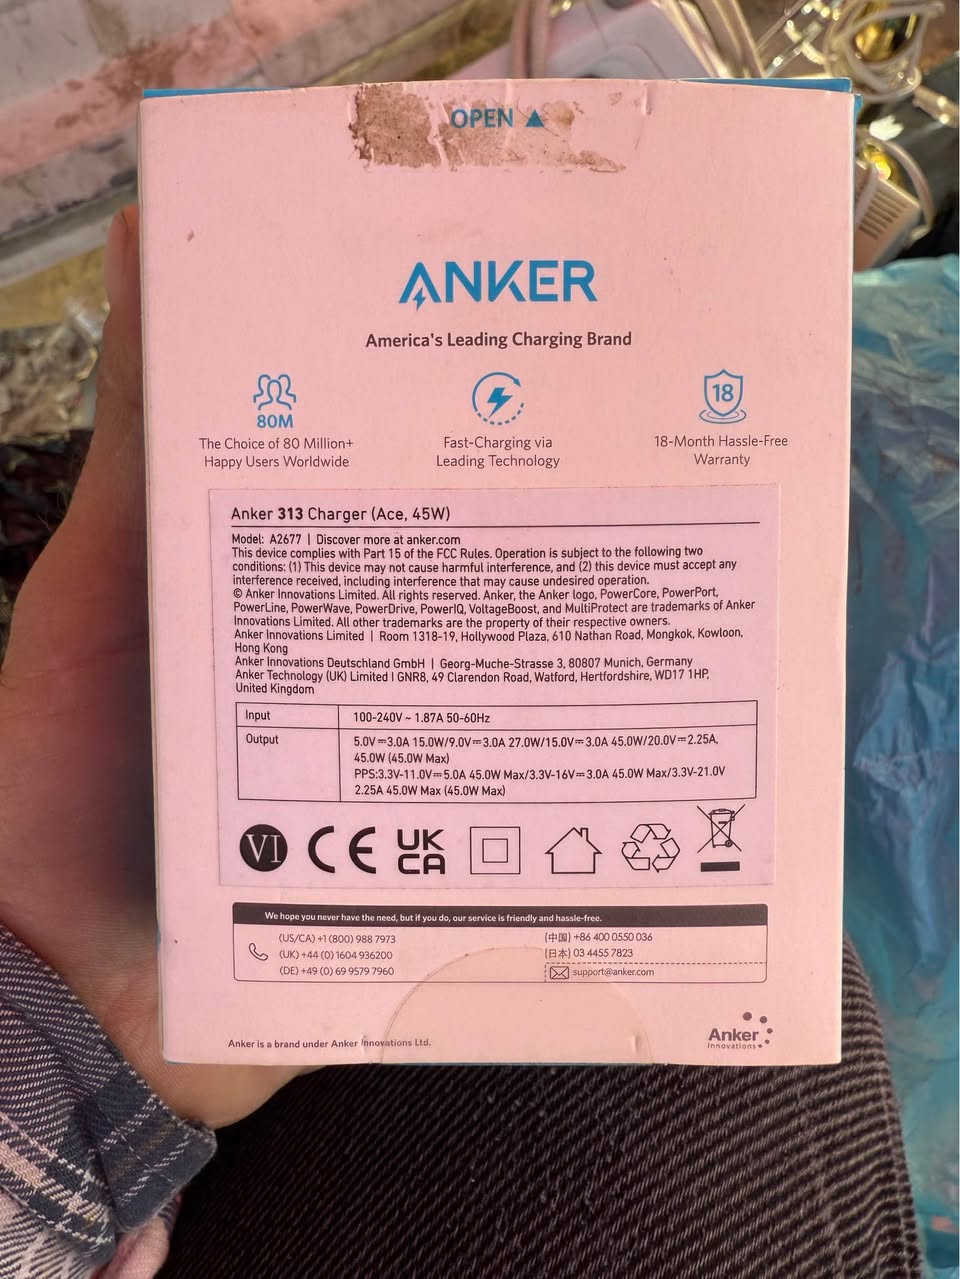 OPEN ▲
ANKER
America's Leading Charging Brand
80M
The Choice of 80 Million+
Happy Users Worldwide
Fast-Charging via
Leading Technology
18
18-Month Hassle-Free
Warranty
Anker 313 Charger (Ace, 45W)
Model: A2677 | Discover more at anker.com
This device complies with Part 15 of the FCC Rules. Operation is subject to the following two
conditions: (1) This device may not cause harmful interference, and (2) this device must accept any
interference received, including interference that may cause undesired operation.
© Anker Innovations Limited. All rights reserved. Anker, the Anker logo, PowerCore, PowerPort,
PowerLine, PowerWave, PowerDrive, PowerIQ, VoltageBoost, and MultiProtect are trademarks of Anker
Innovations Limited. All other trademarks are the property of their respective owners.
Anker Innovations Limited | Room 1318-19, Hollywood Plaza, 610 Nathan Road, Mongkok, Kowloon,
Hong Kong
Anker Innovations Deutschland GmbH | Georg-Muche-Strasse 3, 80807 Munich, Germany
Anker Technology (UK) Limited I GNR8, 49 Clarendon Road, Watford, Hertfordshire, WD17 1HP,
United Kingdom
Input
100-240V ~ 1.87A 50-60Hz
Output
5.0V⎓3.0A 15.0W/9.0V⎓3.0A 27.0W/15.0V⎓3.0A 45.0W/20.0V⎓2.25A,
45.0W (45.0W Max)
PPS:3.3V-11.0V⎓5.0A 45.0W Max/3.3V-16V⎓3.0A 45.0W Max/3.3V-21.0V
2.25A 45.0W Max (45.0W Max)
VI CE UK
CA
We hope you never have the need, but if you do, our service is friendly and hassle-free.
(US/CA) +1 (800) 988 7973
(UK) +44 (0) 1604 936200
(DE) +49 (0) 69 9579 7960
(中国) +86 400 0550 036
(日本) 03 4455 7823
support@anker.com
Anker is a brand under Anker Innovations Ltd.
Anker
Innovations